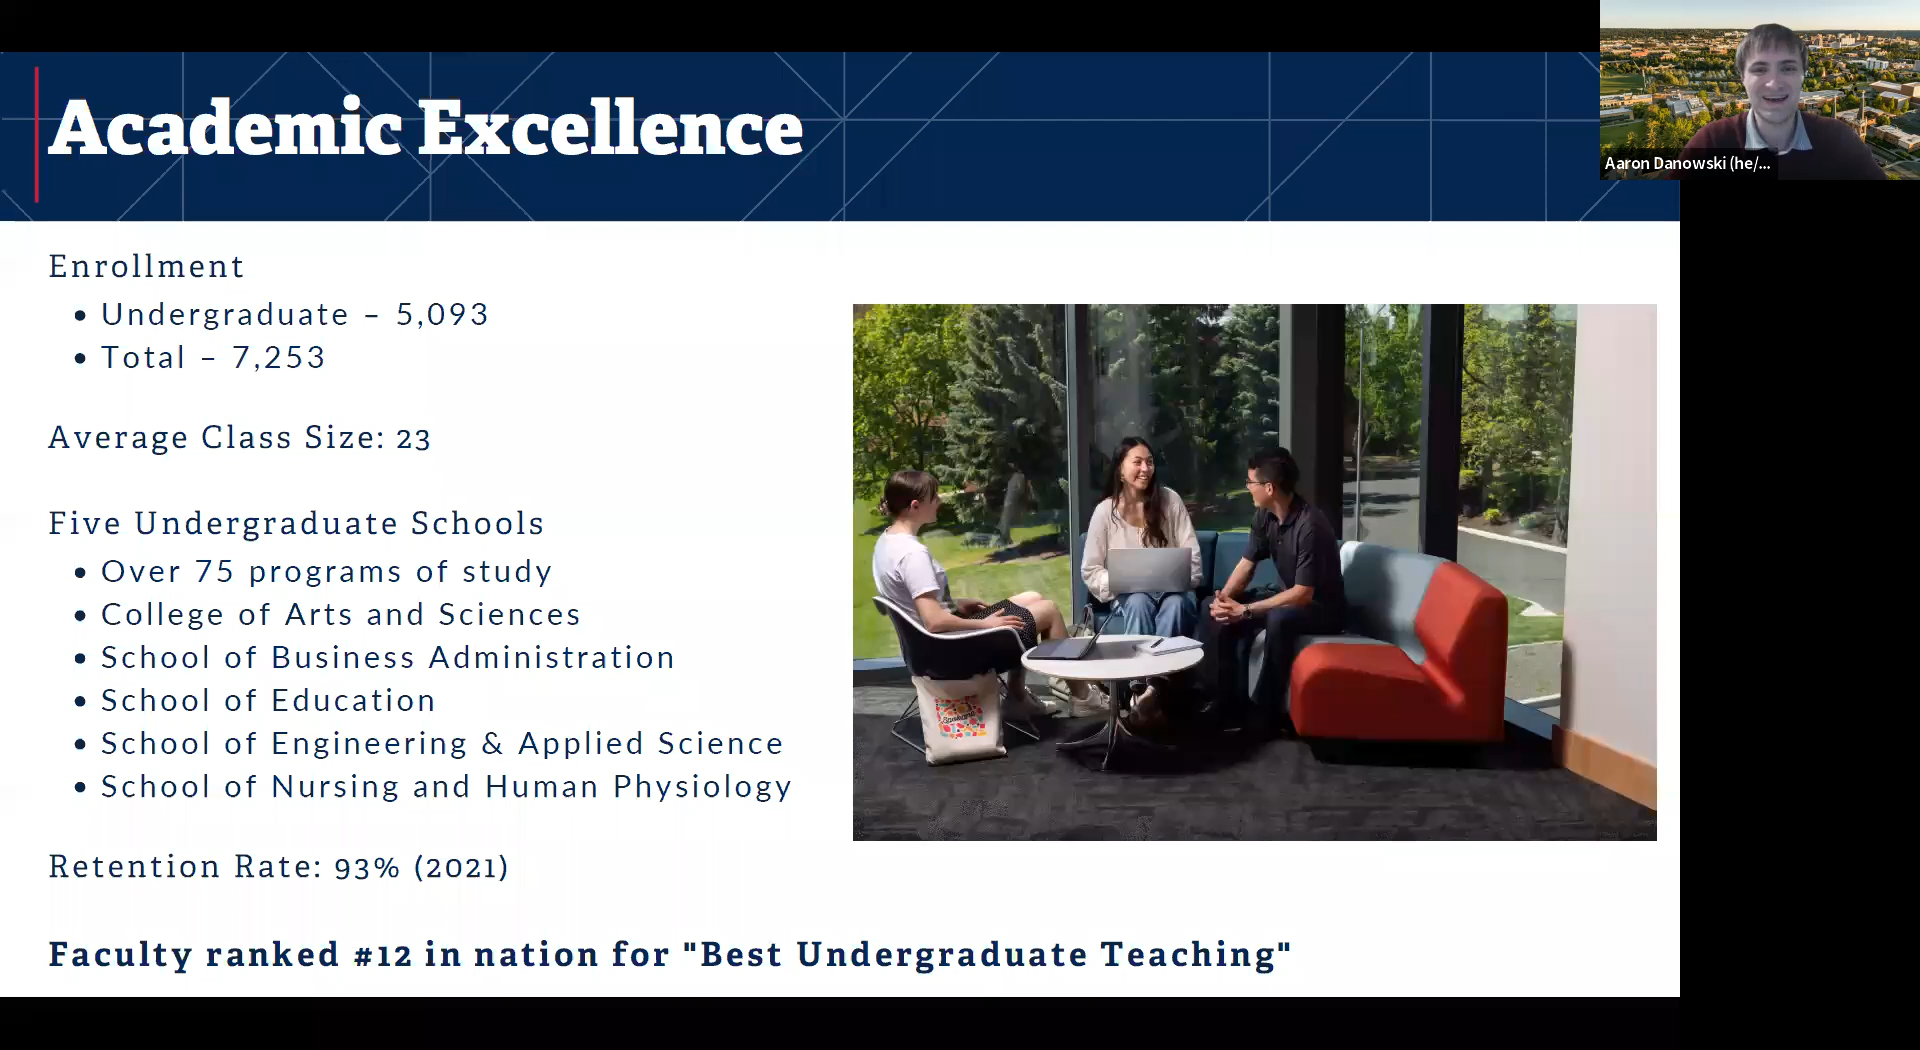 Academic Excellence
Aaron Danowski (he/...
Enrollment
• Undergraduate – 5,093
• Total – 7,253
Average Class Size: 23
Five Undergraduate Schools
• Over 75 programs of study
• College of Arts and Sciences
• School of Business Administration
• School of Education
• School of Engineering & Applied Science
• School of Nursing and Human Physiology
Spokane
Retention Rate: 93% (2021)
Faculty ranked #12 in nation for "Best Undergraduate Teaching"